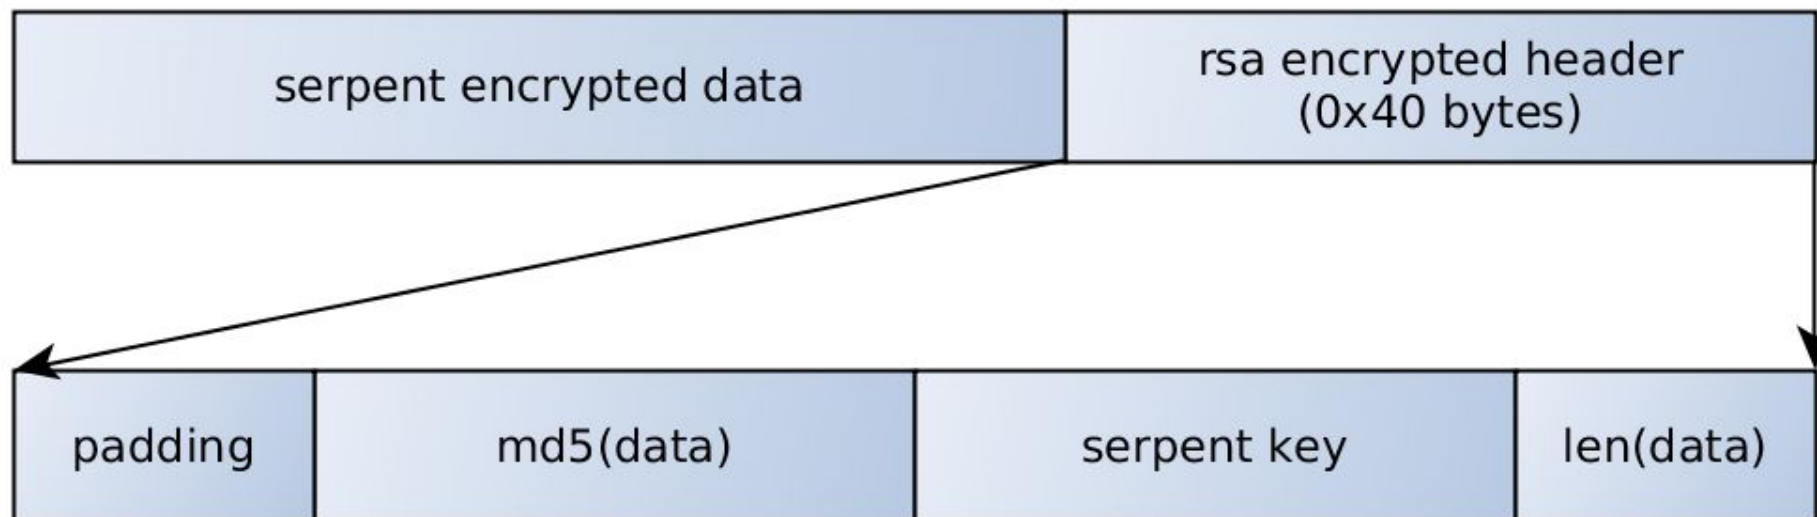 serpent encrypted data
rsa encrypted header
(0x40 bytes)
padding
md5(data)
serpent key
len(data)